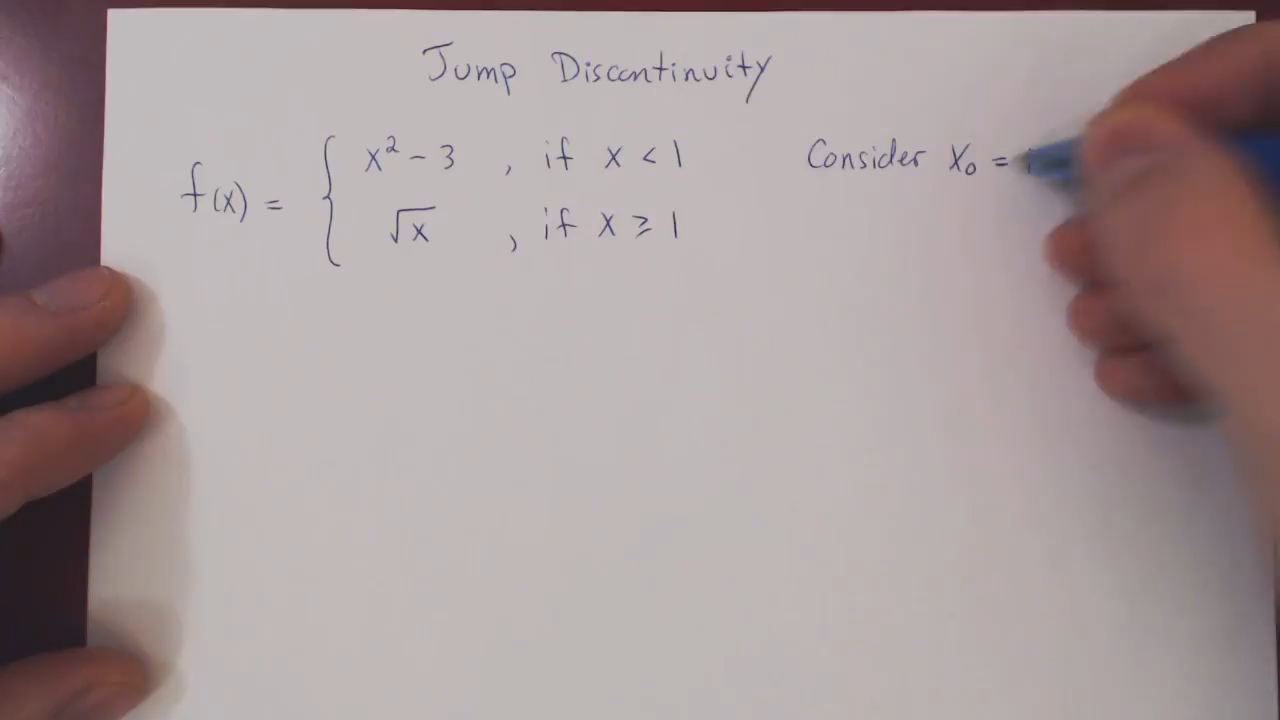 Jump Discontinuity
f(x) = { x² - 3 , if x < 1
√x , if x ≥ 1
Consider x₀ =